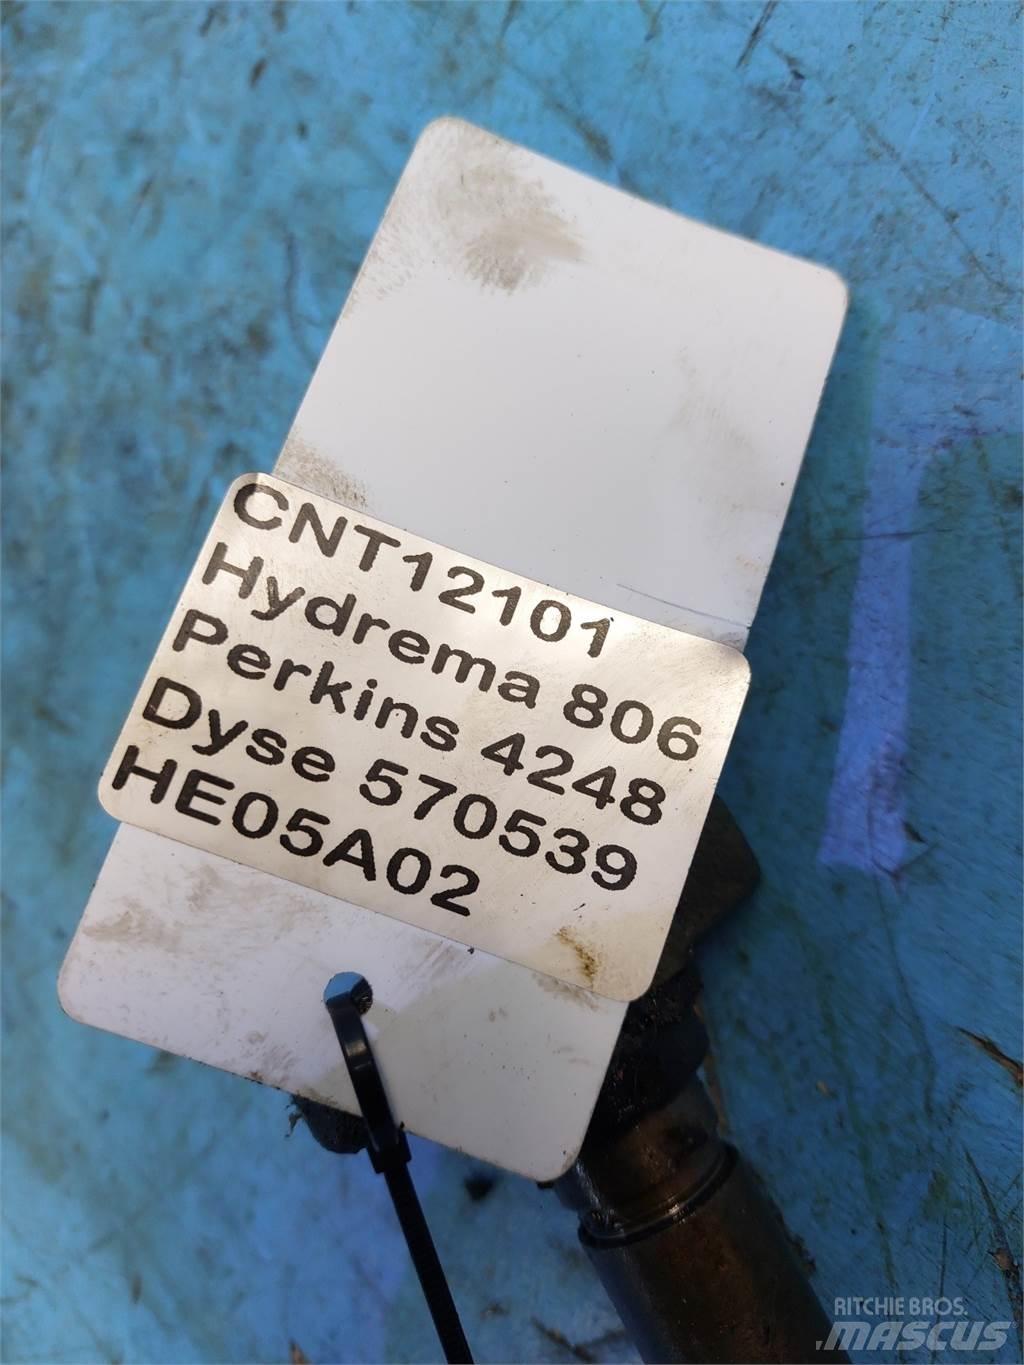 CNT12101
Hydrema 806
Perkins 4248
Dyse 570539
HE05A02
RITCHIE BROS.
MASCUS